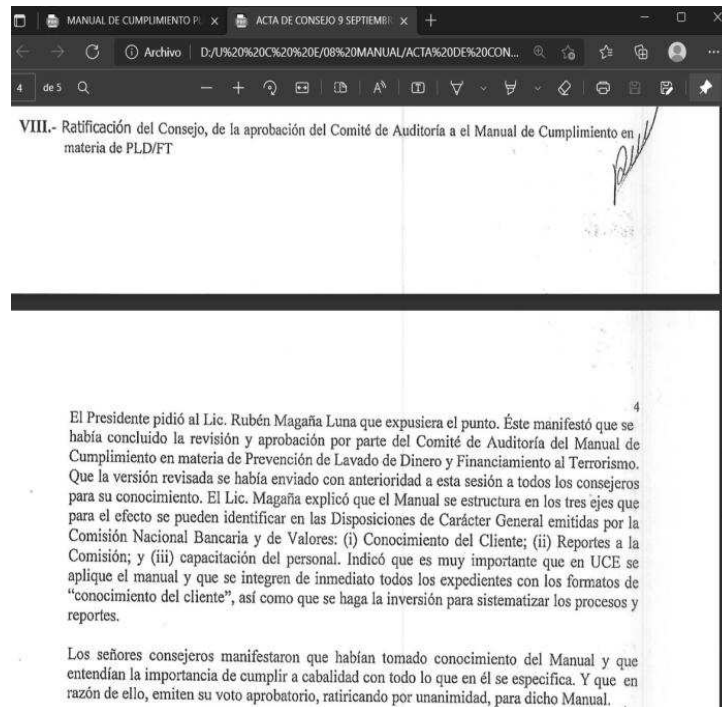 MANUAL DE CUMPLIMIENTO PL
ACTA DE CONSEJO 9 SEPTIEMBR
Archivo
D:/U%20%20C%20%20E/08%20MANUAL/ACTA%20DE%20CON...
4 de 5
VIII.- Ratificación del Consejo, de la aprobación del Comité de Auditoría a el Manual de Cumplimiento en
materia de PLD/FT
4
El Presidente pidió al Lic. Rubén Magaña Luna que expusiera el punto. Éste manifestó que se
había concluido la revisión y aprobación por parte del Comité de Auditoría del Manual de
Cumplimiento en materia de Prevención de Lavado de Dinero y Financiamiento al Terrorismo.
Que la versión revisada se había enviado con anterioridad a esta sesión a todos los consejeros
para su conocimiento. El Lic. Magaña explicó que el Manual se estructura en los tres ejes que
para el efecto se pueden identificar en las Disposiciones de Carácter General emitidas por la
Comisión Nacional Bancaria y de Valores: (i) Conocimiento del Cliente; (ii) Reportes a la
Comisión; y (iii) capacitación del personal. Indicó que es muy importante que en UCE se
aplique el manual y que se integren de inmediato todos los expedientes con los formatos de
“conocimiento del cliente”, así como que se haga la inversión para sistematizar los procesos y
reportes.
Los señores consejeros manifestaron que habían tomado conocimiento del Manual y que
entendían la importancia de cumplir a cabalidad con todo lo que en él se especifica. Y que en
razón de ello, emiten su voto aprobatorio, ratiricando por unanimidad, para dicho Manual.